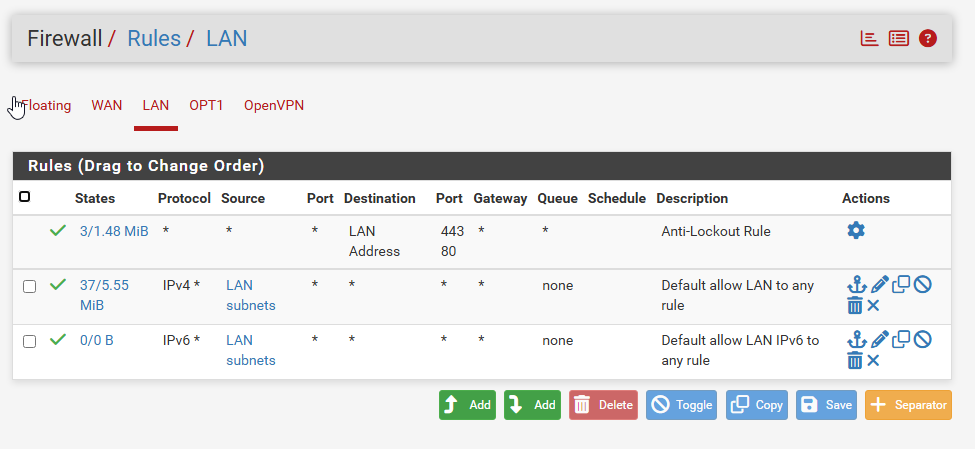 Firewall / Rules / LAN
Floating WAN LAN OPT1 OpenVPN
Rules (Drag to Change Order)
States Protocol Source Port Destination Port Gateway Queue Schedule Description Actions
3/1.48 MiB * * * LAN 443 * * Anti-Lockout Rule
Address 80
37/5.55 IPv4 * LAN * * * * none Default allow LAN to any
MiB subnets rule
0/0 B IPv6 * LAN * * * * none Default allow LAN IPv6 to
subnets any rule
Add Add Delete Toggle Copy Save Separator